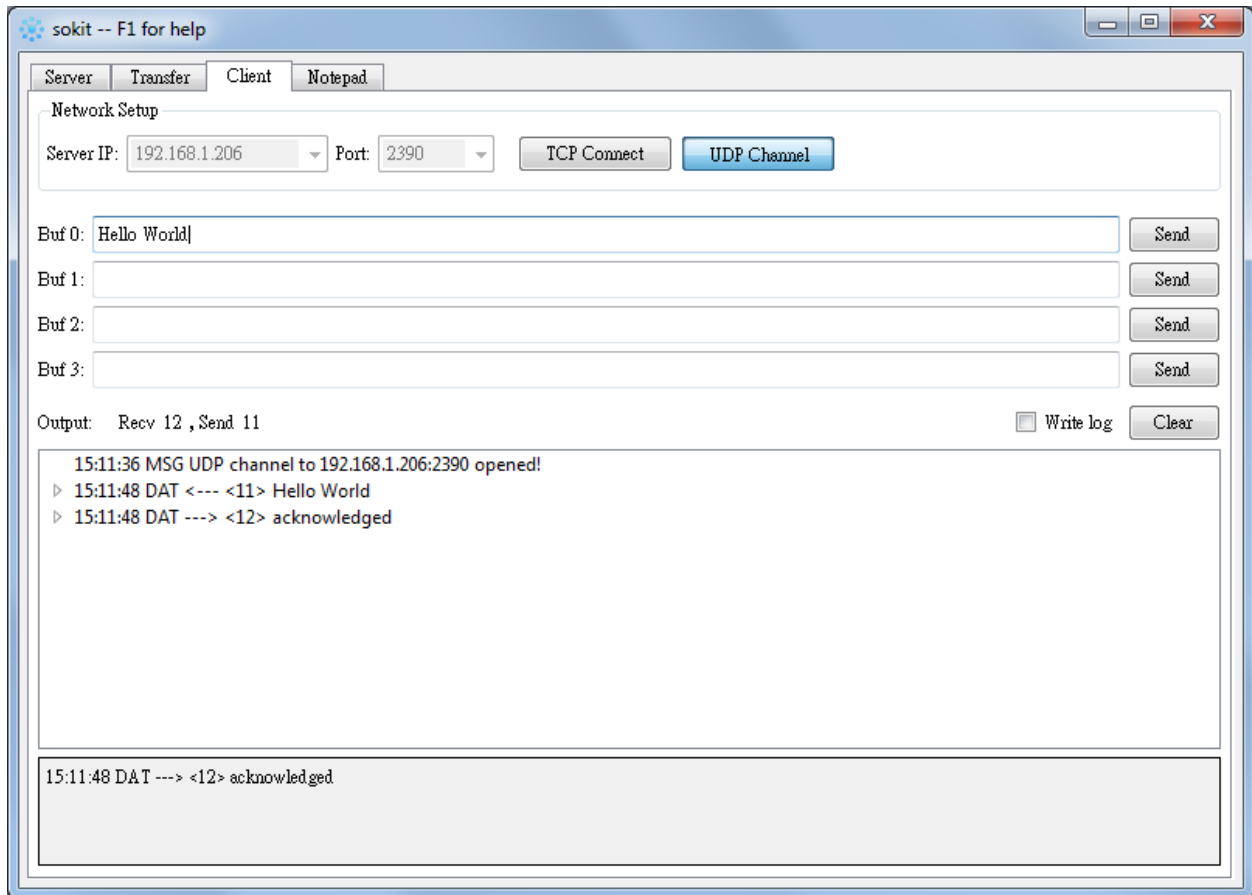 sokit -- F1 for help
Server Transfer Client Notepad
Network Setup
Server IP: 192.168.1.206 Port: 2390 TCP Connect UDP Channel
Buf 0: Hello World Send
Buf 1: Send
Buf 2: Send
Buf 3: Send
Output: Recv 12 , Send 11 Write log Clear
15:11:36 MSG UDP channel to 192.168.1.206:2390 opened!
15:11:48 DAT <--- <11> Hello World
15:11:48 DAT ---> <12> acknowledged
15:11:48 DAT ---> <12> acknowledged